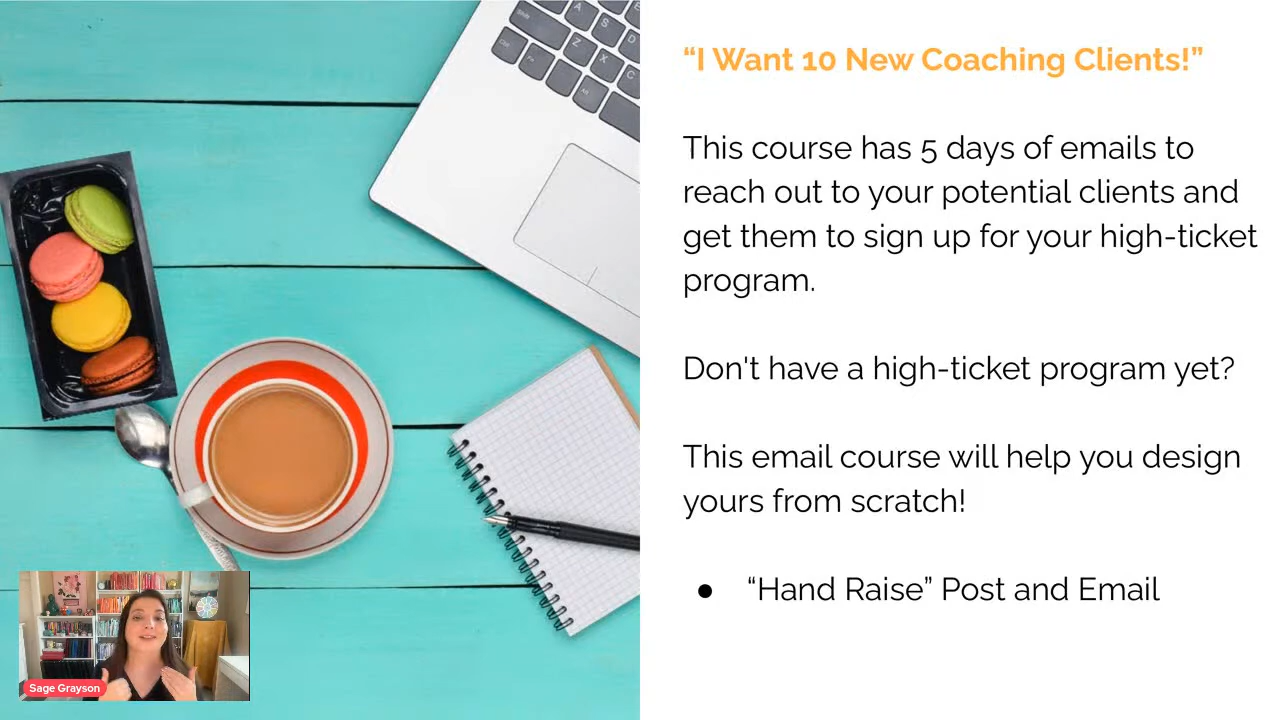 “I Want 10 New Coaching Clients!”
This course has 5 days of emails to
reach out to your potential clients and
get them to sign up for your high-ticket
program.
Don't have a high-ticket program yet?
This email course will help you design
yours from scratch!
● “Hand Raise” Post and Email
Sage Grayson